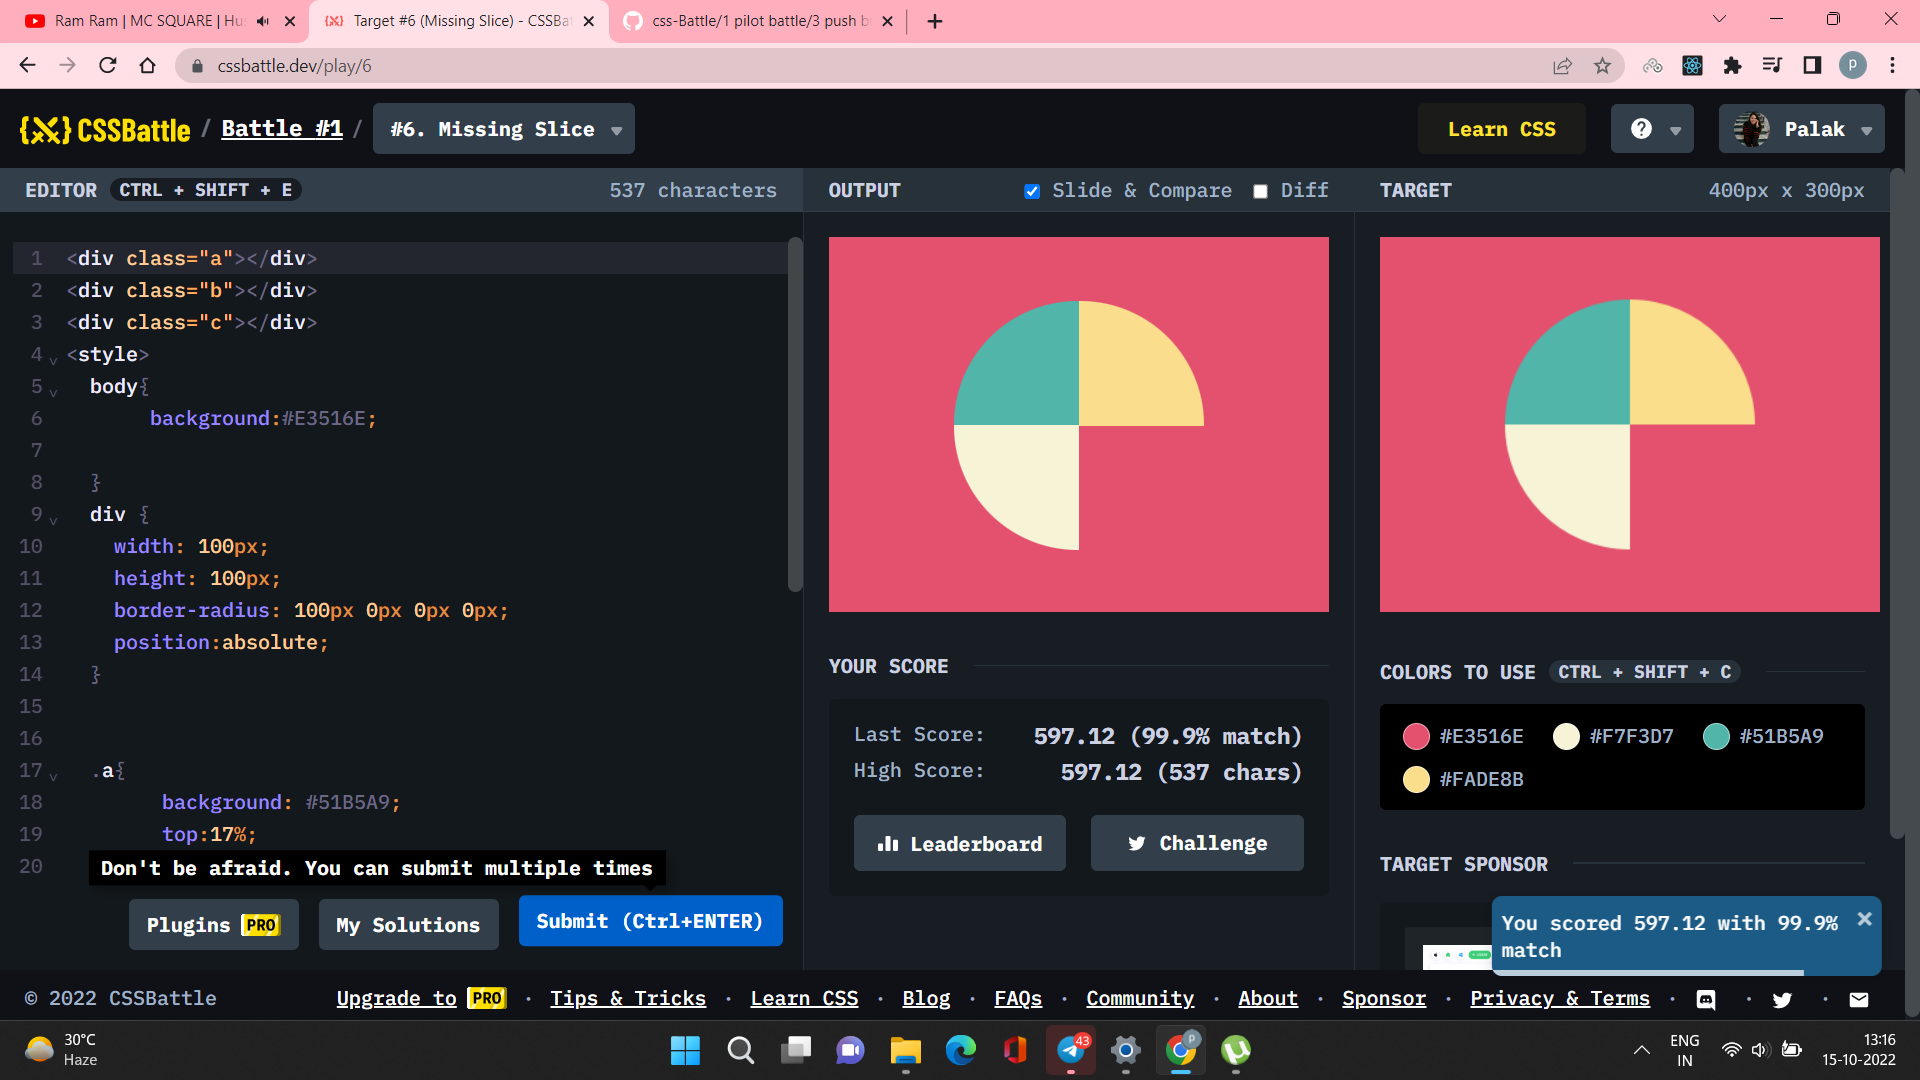 Ram Ram | MC SQUARE | Hu
Target #6 (Missing Slice) - CSSBa
css-Battle/1 pilot battle/3 push b
cssbattle.dev/play/6
P
{X} CSSBattle / Battle #1 / #6. Missing Slice
Learn CSS
Palak
EDITOR CTRL + SHIFT + E 537 characters
OUTPUT Slide & Compare Diff
TARGET 400px x 300px
1 <div class="a"></div>
2 <div class="b"></div>
3 <div class="c"></div>
4 <style>
5 body{
6 background:#E3516E;
7
8 }
9 div {
10 width: 100px;
11 height: 100px;
12 border-radius: 100px 0px 0px 0px;
13 position:absolute;
14 }
15
16
17 .a{
18 background: #51B5A9;
19 top:17%;
20
Don't be afraid. You can submit multiple times
Plugins PRO
My Solutions
Submit (Ctrl+ENTER)
YOUR SCORE
Last Score: 597.12 (99.9% match)
High Score: 597.12 (537 chars)
Leaderboard
Challenge
COLORS TO USE CTRL + SHIFT + C
#E3516E #F7F3D7 #51B5A9
#FADE8B
TARGET SPONSOR
You scored 597.12 with 99.9%
match
© 2022 CSSBattle
Upgrade to PRO · Tips & Tricks · Learn CSS · Blog · FAQs · Community · About · Sponsor · Privacy & Terms
30°C
Haze
43
P
ENG
IN
13:16
15-10-2022